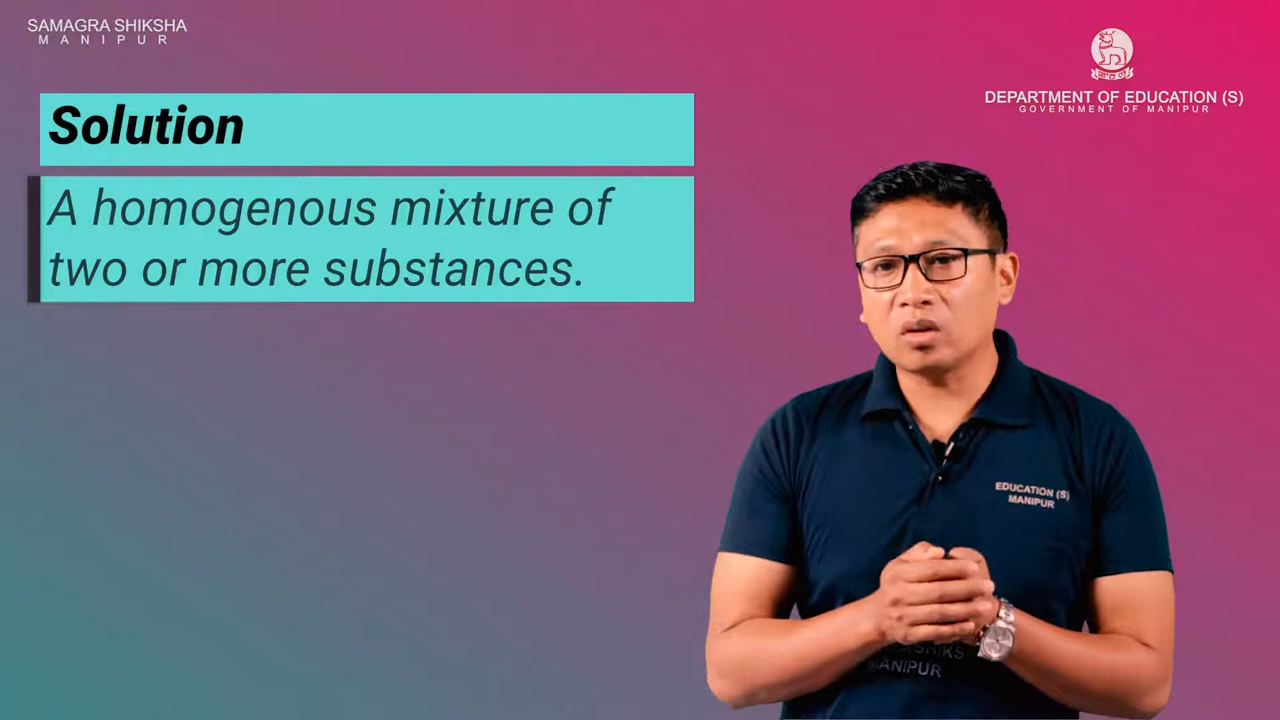 SAMAGRA SHIKSHA
MANIPUR
DEPARTMENT OF EDUCATION (S)
GOVERNMENT OF MANIPUR
Solution
A homogenous mixture of
two or more substances.
EDUCATION (S)
MANIPUR
MANIPUR